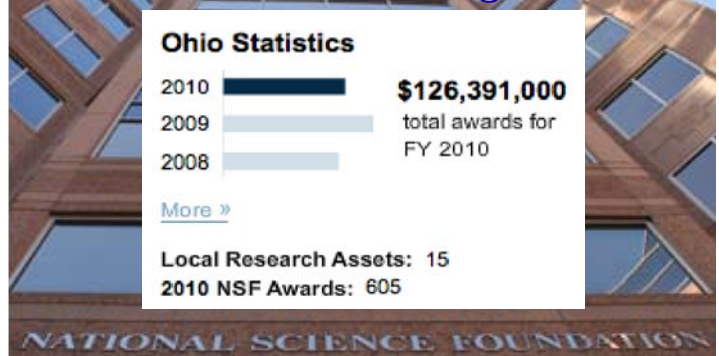 Ohio Statistics
2010
$126,391,000
2009
total awards for
2008
FY 2010
More »
Local Research Assets: 15
2010 NSF Awards: 605
NATIONAL SCIENCE FOUNDATION